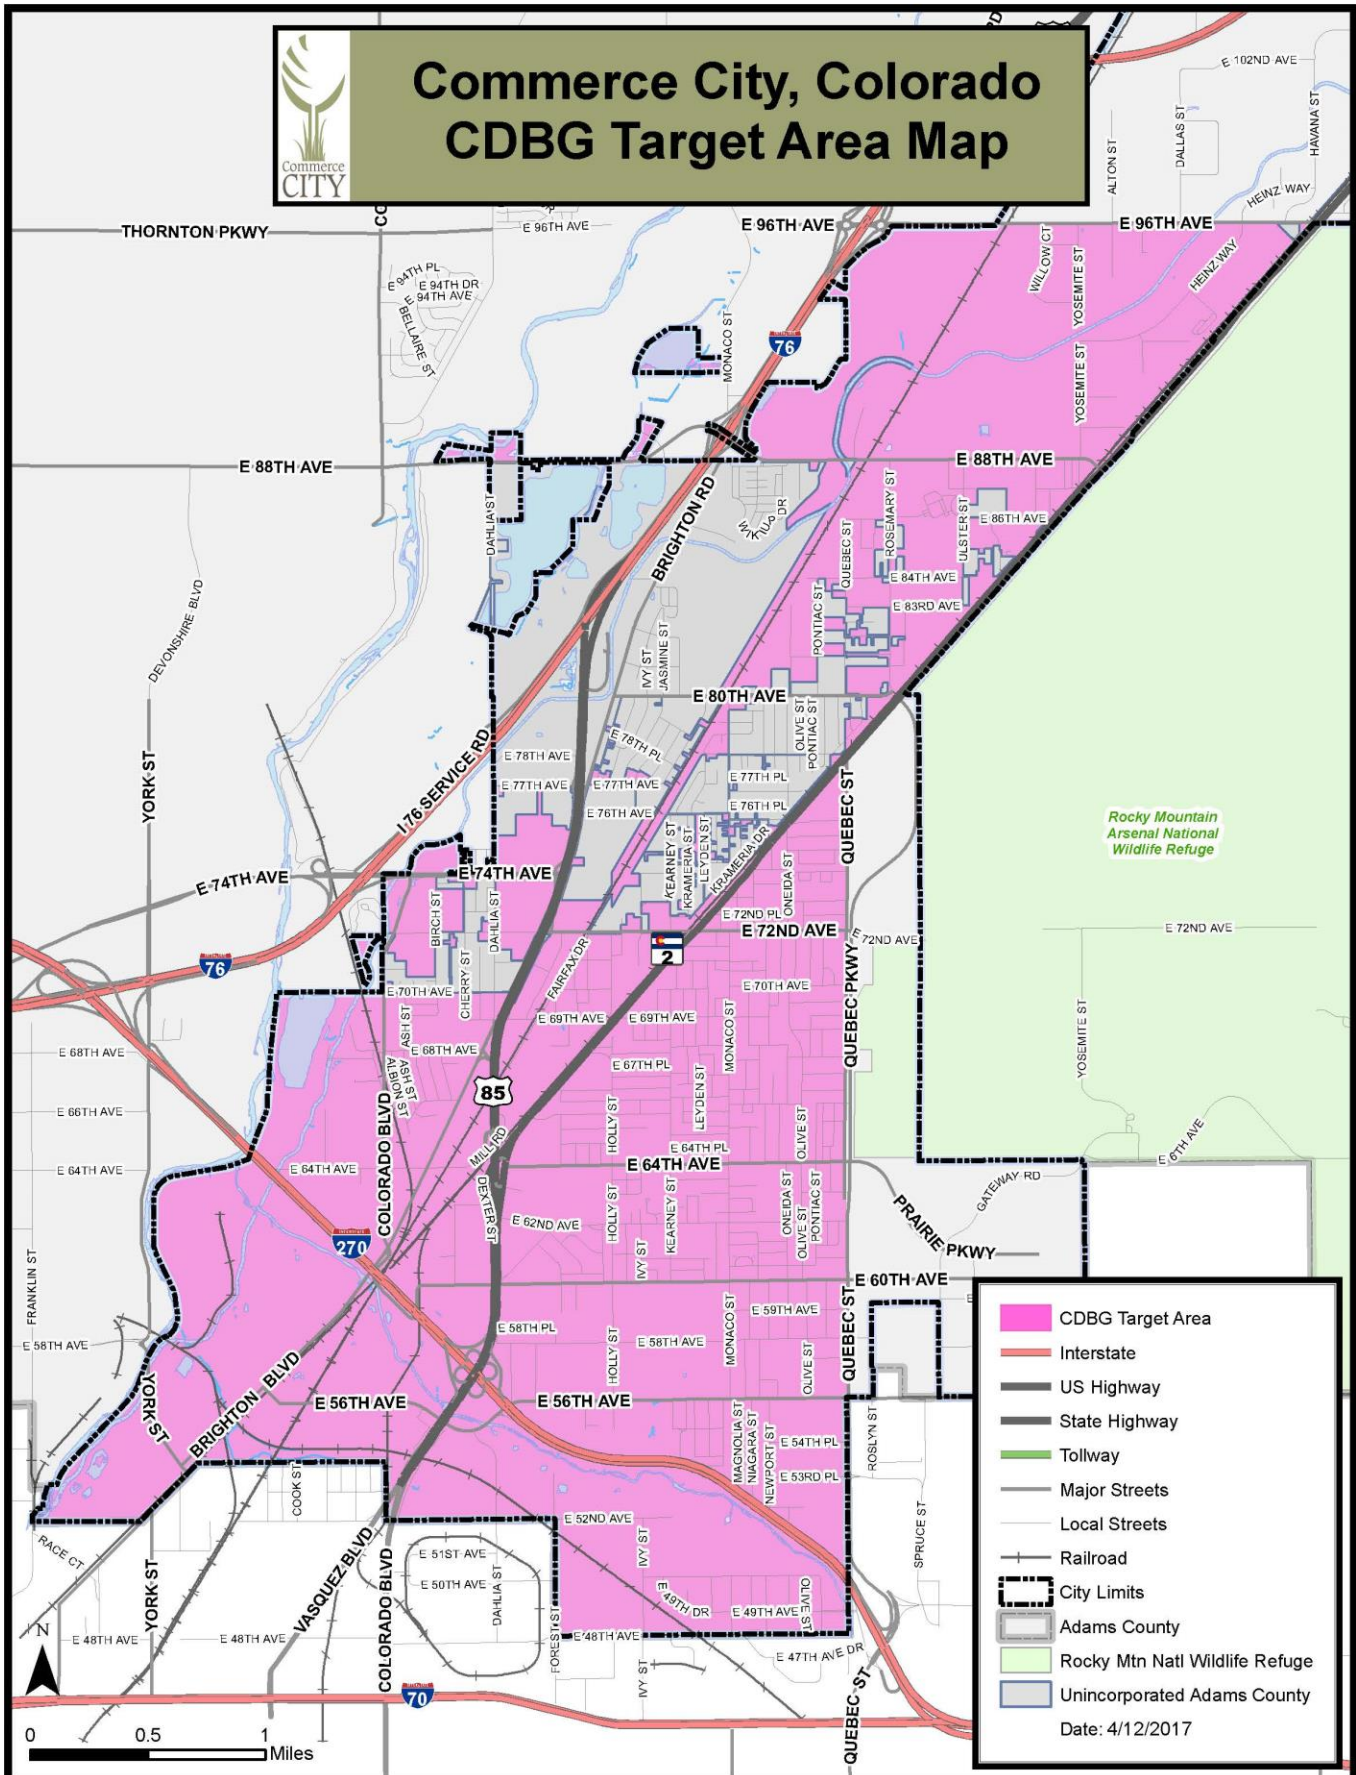 Commerce City, Colorado
CDBG Target Area Map
Commerce
CITY
E 102ND AVE
ALTON ST
DALLAS ST
HAVANA ST
HEINZ WAY
THORNTON PKWY
E 96TH AVE
E 96TH AVE
E 96TH AVE
E 94TH PL
E 94TH DR
E 94TH AVE
BELLAIRE ST
MONACO ST
76
WILLOW CT
YOSEMITE ST
HEINZ WAY
YOSEMITE ST
E 88TH AVE
E 88TH AVE
DAHLIA ST
BRIGHTON RD
WIKIUP DR
QUEBEC ST
ROSEMARY ST
ULSTER ST
E 86TH AVE
E 84TH AVE
E 83RD AVE
PONTIAC ST
DEVONSHIRE BLVD
IVY ST
JASMINE ST
E 80TH AVE
OLIVE ST
PONTIAC ST
YORK ST
I 76 SERVICE RD
E 78TH AVE
E 78TH PL
E 77TH AVE
E 77TH AVE
E 77TH PL
E 76TH AVE
E 76TH PL
KEARNEY ST
KRAMERIA ST
LEYDEN ST
KRAMERIA DR
QUEBEC ST
Rocky Mountain
Arsenal National
Wildlife Refuge
E 74TH AVE
E 74TH AVE
BIRCH ST
DAHLIA ST
CHERRY ST
ONEIDA ST
E 72ND PL
E 72ND AVE
E 72ND AVE
E 72ND AVE
2
76
FAIRFAX DR
E 70TH AVE
E 70TH AVE
QUEBEC PKWY
E 69TH AVE
E 69TH AVE
MONACO ST
YOSEMITE ST
E 68TH AVE
ASH ST
ASH ST
ALBION ST
E 68TH AVE
E 67TH PL
LEYDEN ST
85
E 66TH AVE
COLORADO BLVD
HOLLY ST
OLIVE ST
MILL RD
E 64TH PL
E 64TH AVE
E 64TH AVE
E 64TH AVE
E 6TH AVE
GATEWAY RD
DEXTER ST
HOLLY ST
KEARNEY ST
ONEIDA ST
OLIVE ST
PONTIAC ST
PRAIRIE PKWY
E 62ND AVE
IVY ST
270
FRANKLIN ST
E 60TH AVE
E 59TH AVE
MONACO ST
QUEBEC ST
E 58TH PL
E 58TH AVE
E 58TH AVE
HOLLY ST
OLIVE ST
YORK ST
BRIGHTON BLVD
E 56TH AVE
E 56TH AVE
MAGNOLIA ST
NIAGARA ST
NEWPORT ST
E 54TH PL
E 53RD PL
ROSLYN ST
COOK ST
E 52ND AVE
IVY ST
SPRUCE ST
RACE CT
YORK ST
VASQUEZ BLVD
COLORADO BLVD
E 51ST AVE
E 50TH AVE
DAHLIA ST
E 49TH DR
E 49TH AVE
OLIVE ST
FOREST ST
E 48TH AVE
E 48TH AVE
E 48TH AVE
E 47TH AVE DR
IVY ST
QUEBEC ST
70
N
0
0.5
1
Miles
CDBG Target Area
Interstate
US Highway
State Highway
Tollway
Major Streets
Local Streets
Railroad
City Limits
Adams County
Rocky Mtn Natl Wildlife Refuge
Unincorporated Adams County
Date: 4/12/2017